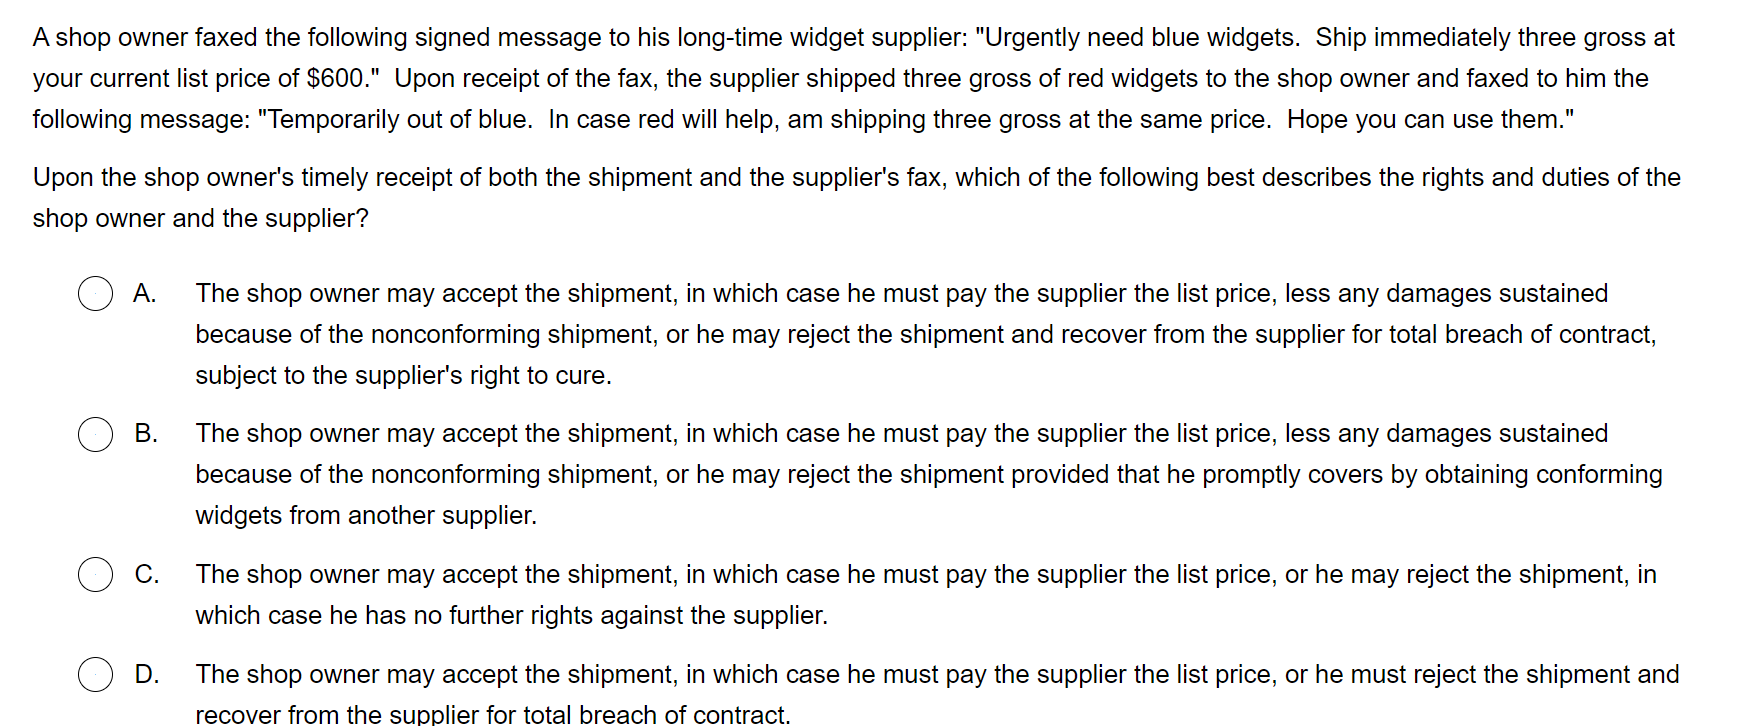 A shop owner faxed the following signed message to his long-time widget supplier: "Urgently need blue widgets.  Ship immediately three gross at
your current list price of $600."  Upon receipt of the fax, the supplier shipped three gross of red widgets to the shop owner and faxed to him the
following message: "Temporarily out of blue.  In case red will help, am shipping three gross at the same price.  Hope you can use them."
Upon the shop owner's timely receipt of both the shipment and the supplier's fax, which of the following best describes the rights and duties of the
shop owner and the supplier?
A. The shop owner may accept the shipment, in which case he must pay the supplier the list price, less any damages sustained
because of the nonconforming shipment, or he may reject the shipment and recover from the supplier for total breach of contract,
subject to the supplier's right to cure.
B. The shop owner may accept the shipment, in which case he must pay the supplier the list price, less any damages sustained
because of the nonconforming shipment, or he may reject the shipment provided that he promptly covers by obtaining conforming
widgets from another supplier.
C. The shop owner may accept the shipment, in which case he must pay the supplier the list price, or he may reject the shipment, in
which case he has no further rights against the supplier.
D. The shop owner may accept the shipment, in which case he must pay the supplier the list price, or he must reject the shipment and
recover from the supplier for total breach of contract.